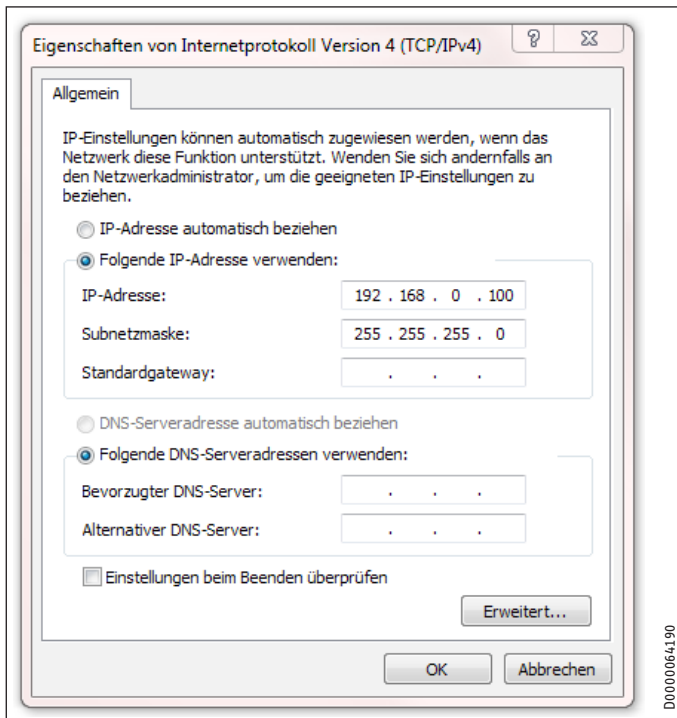 Eigenschaften von Internetprotokoll Version 4 (TCP/IPv4)
Allgemein
IP-Einstellungen können automatisch zugewiesen werden, wenn das
Netzwerk diese Funktion unterstützt. Wenden Sie sich andernfalls an
den Netzwerkadministrator, um die geeigneten IP-Einstellungen zu
beziehen.
IP-Adresse automatisch beziehen
Folgende IP-Adresse verwenden:
IP-Adresse: 192 . 168 . 0 . 100
Subnetzmaske: 255 . 255 . 255 . 0
Standardgateway: . . .
DNS-Serveradresse automatisch beziehen
Folgende DNS-Serveradressen verwenden:
Bevorzugter DNS-Server: . . .
Alternativer DNS-Server: . . .
Einstellungen beim Beenden überprüfen
Erweitert...
OK Abbrechen
D0000064190